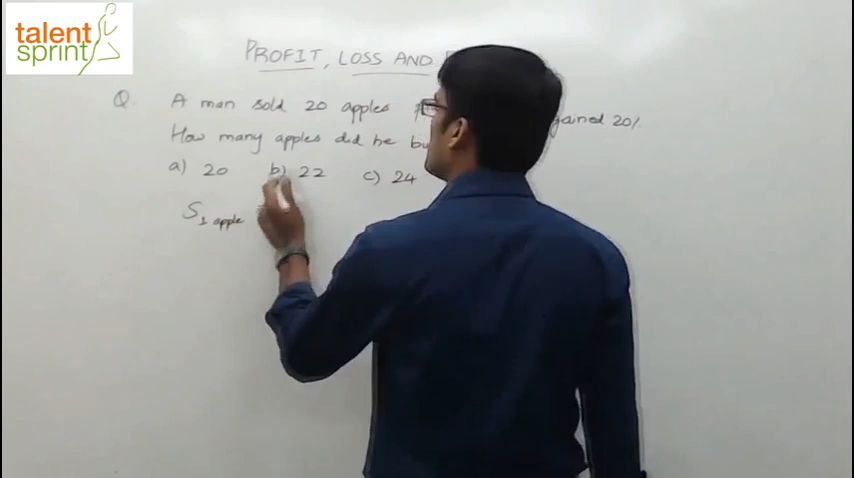 talent
sprint
PROFIT, LOSS AND
Q. A man sold 20 apples gained 20%.
How many apples did he bu
a) 20 b) 22 c) 24
S1 apple